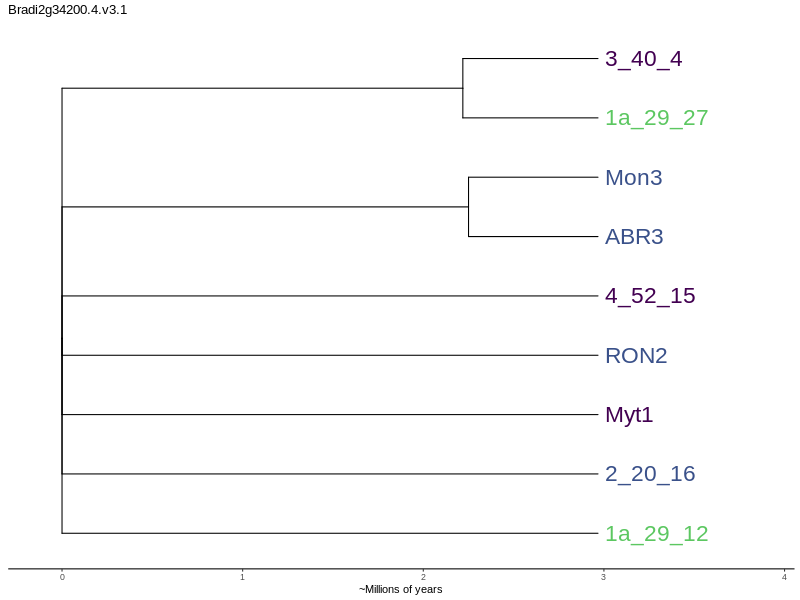 Bradi2g34200.4.v3.1
3_40_4
1a_29_27
Mon3
ABR3
4_52_15
RON2
Myt1
2_20_16
1a_29_12
0 1 2 3 4
~Millions of years